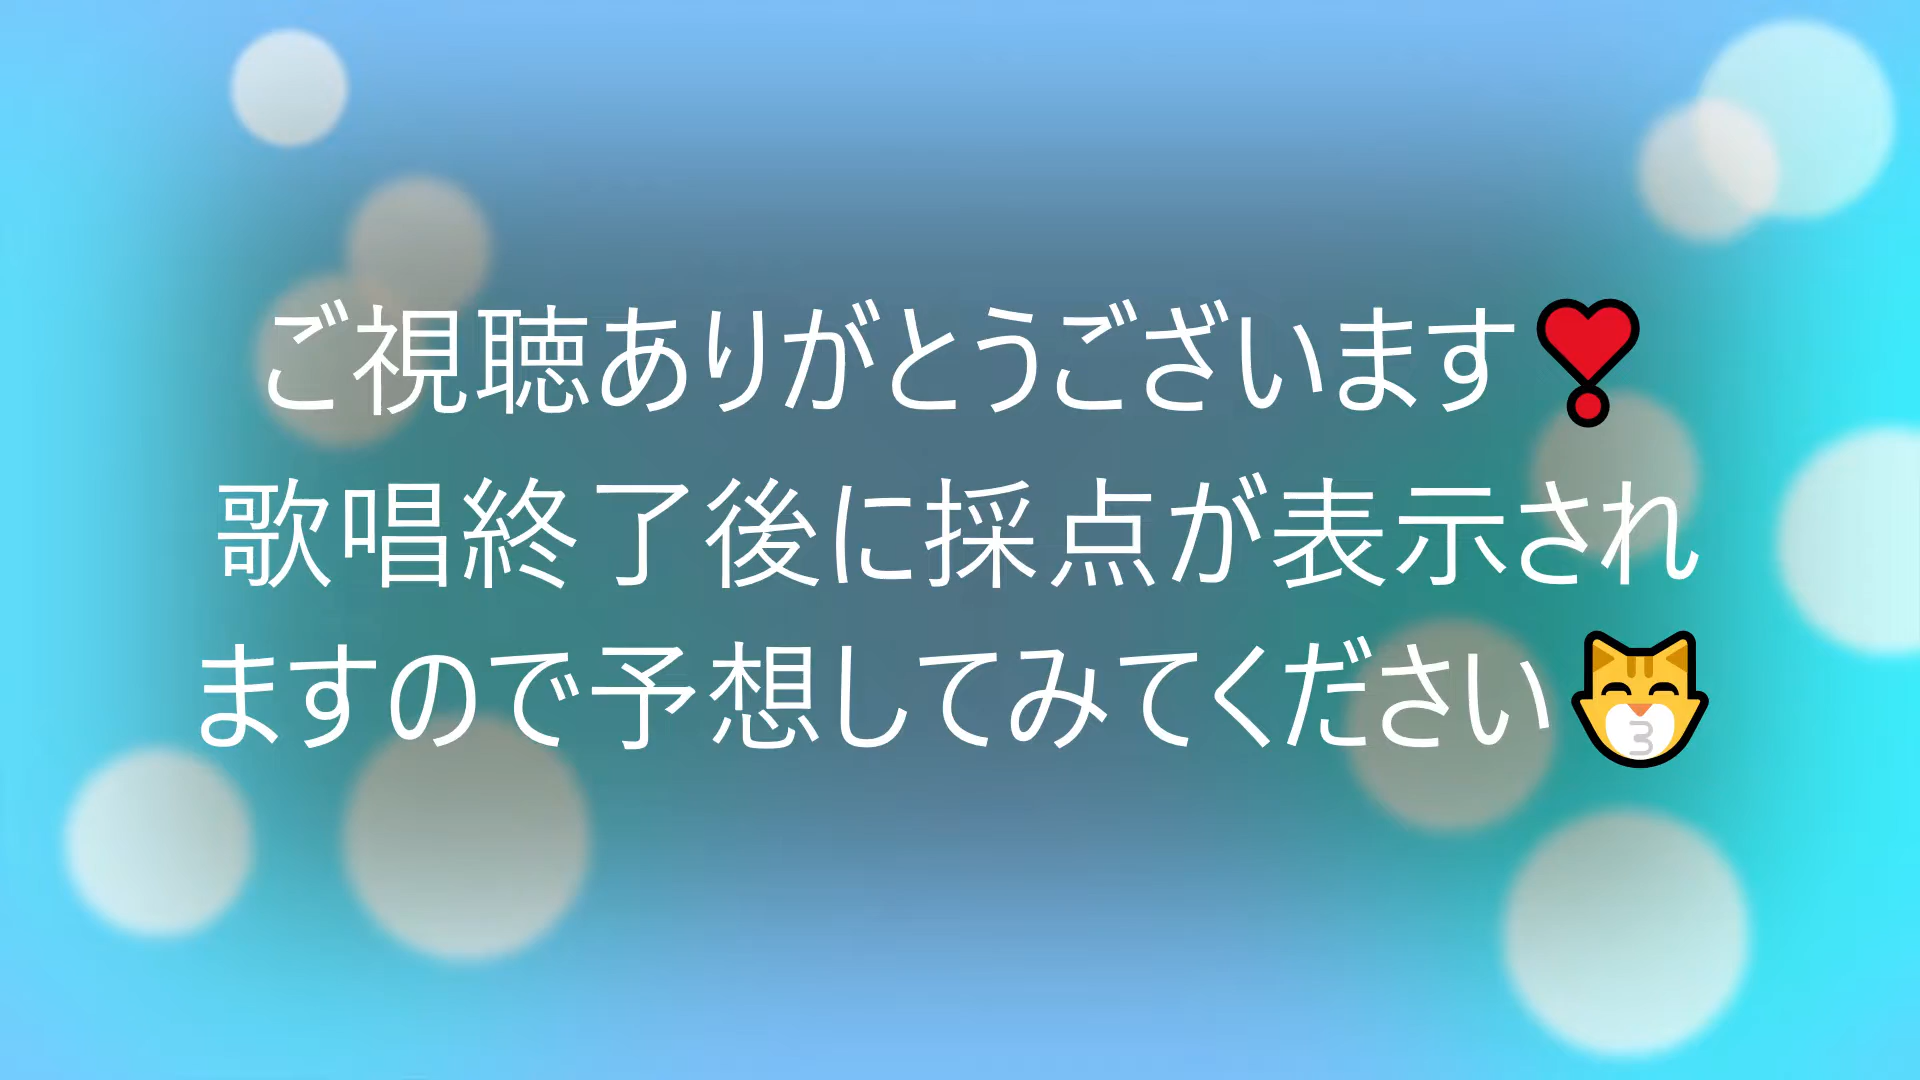 ご視聴ありがとうございます❣
歌唱終了後に採点が表示され
ますので予想してみてください😽